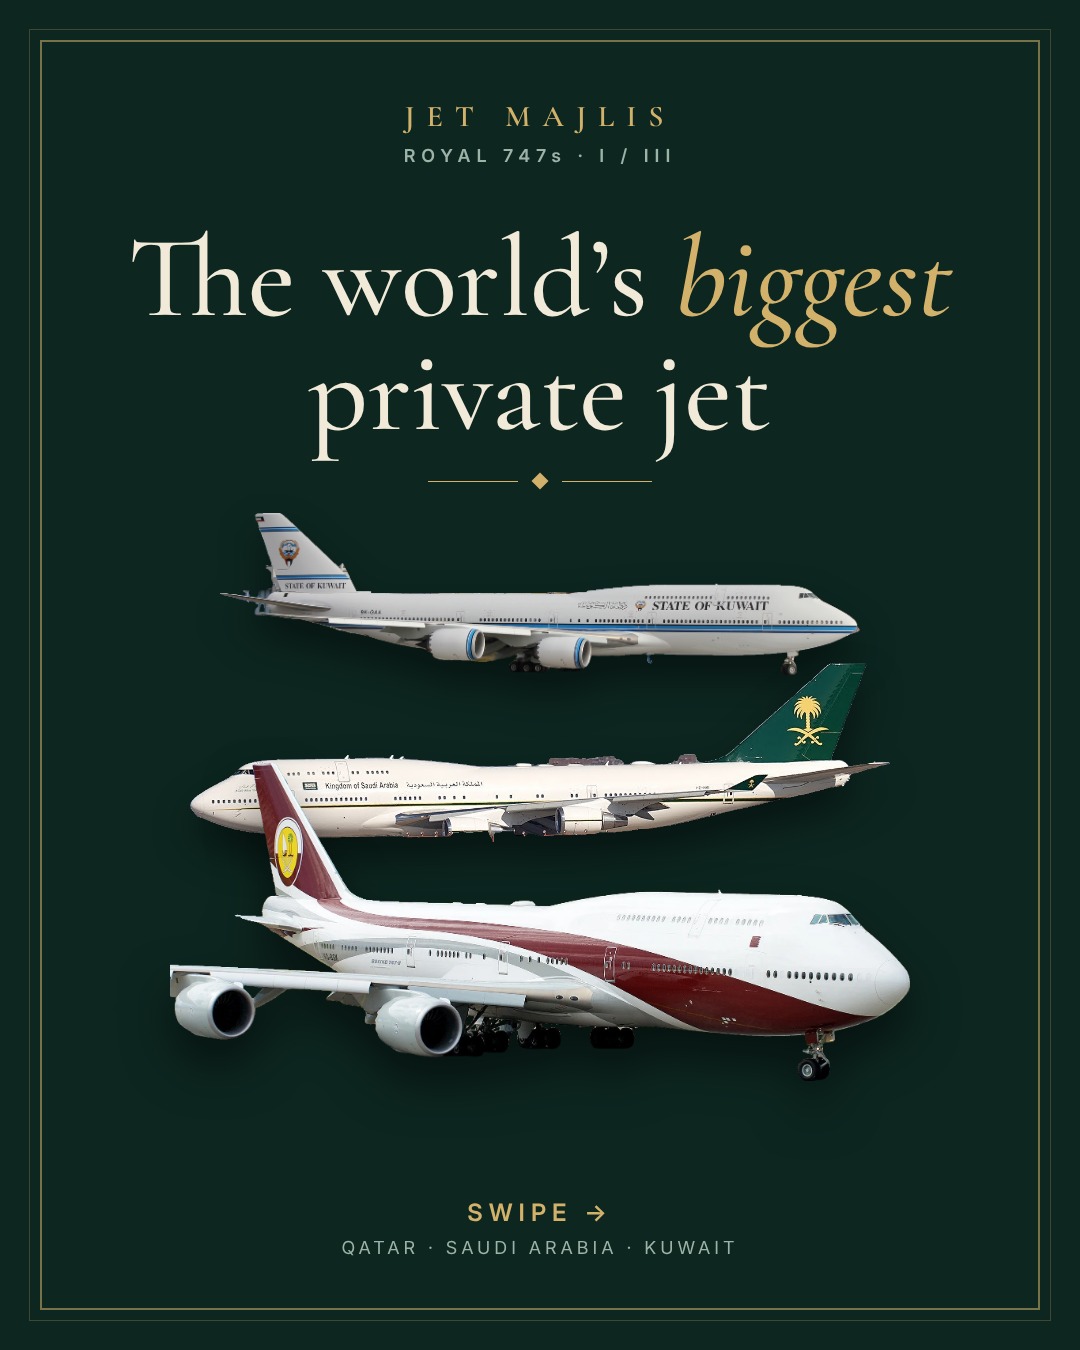 JET MAJLIS
ROYAL 747s · I / III
The world’s biggest
private jet
STATE OF KUWAIT
STATE OF KUWAIT
Kingdom of Saudi Arabia المملكة العربية السعودية
SWIPE →
QATAR · SAUDI ARABIA · KUWAIT